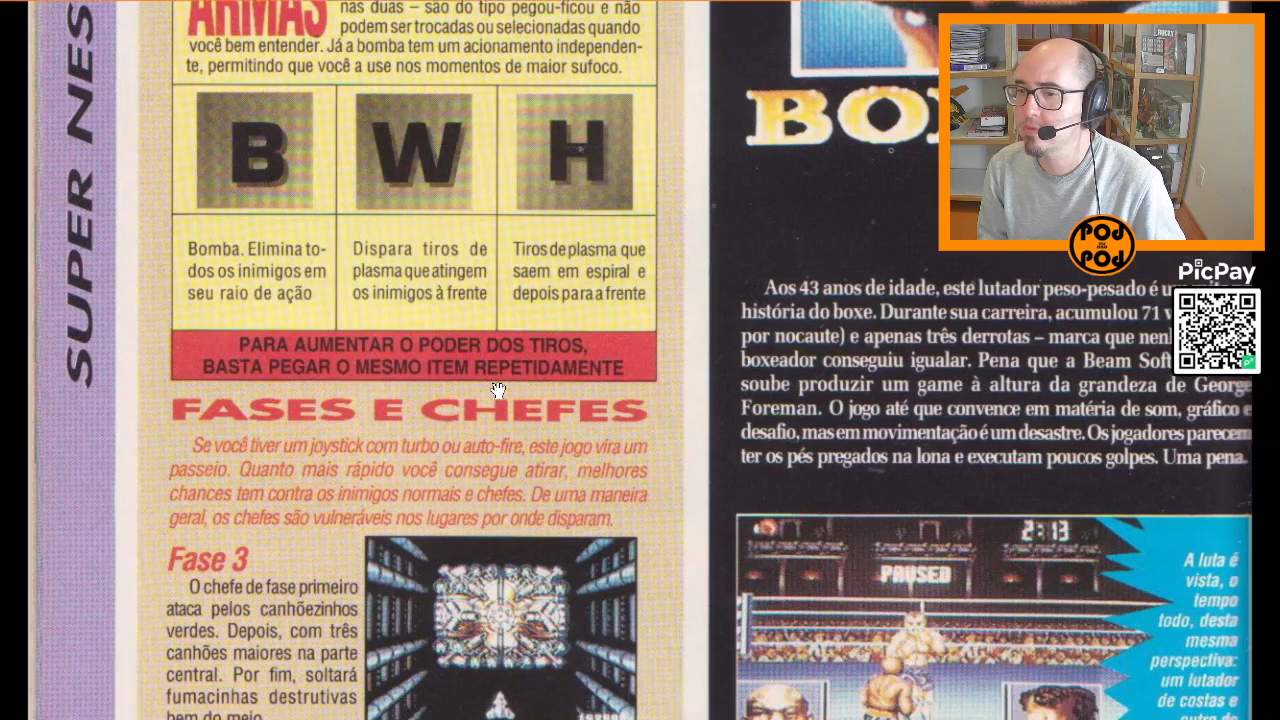 SUPER NES
ARMAS
nas duas – são do tipo pegou-ficou e não
podem ser trocadas ou selecionadas quando
você bem entender. Já a bomba tem um acionamento independen-
te, permitindo que você a use nos momentos de maior sufoco.
B
W
H
Bomba. Elimina to-
dos os inimigos em
seu raio de ação
Dispara tiros de
plasma que atingem
os inimigos à frente
Tiros de plasma que
saem em espiral e
depois para a frente
PARA AUMENTAR O PODER DOS TIROS,
BASTA PEGAR O MESMO ITEM REPETIDAMENTE
FASES E CHEFES
Se você tiver um joystick com turbo ou auto-fire, este jogo vira um
passeio. Quanto mais rápido você consegue atirar, melhores
chances tem contra os inimigos normais e chefes. De uma maneira
geral, os chefes são vulneráveis nos lugares por onde disparam.
Fase 3
O chefe de fase primeiro
ataca pelos canhõezinhos
verdes. Depois, com três
canhões maiores na parte
central. Por fim, soltará
fumacinhas destrutivas
bem do meio.
BO
Aos 43 anos de idade, este lutador peso-pesado é
história do boxe. Durante sua carreira, acumulou 71
por nocaute) e apenas três derrotas – marca que
boxeador conseguiu igualar. Pena que a Beam
soube produzir um game à altura da grandeza de George
Foreman. O jogo até que convence em matéria de som, gráfico e
desafio, mas em movimentação é um desastre. Os jogadores parecem
ter os pés pregados na lona e executam poucos golpes. Uma pena.
2:13
PAUSED
A luta é
vista, o
tempo
todo, desta
mesma
perspectiva:
um lutador
de costas e
ROCKY
POD
OU NÃO
POD
PicPay